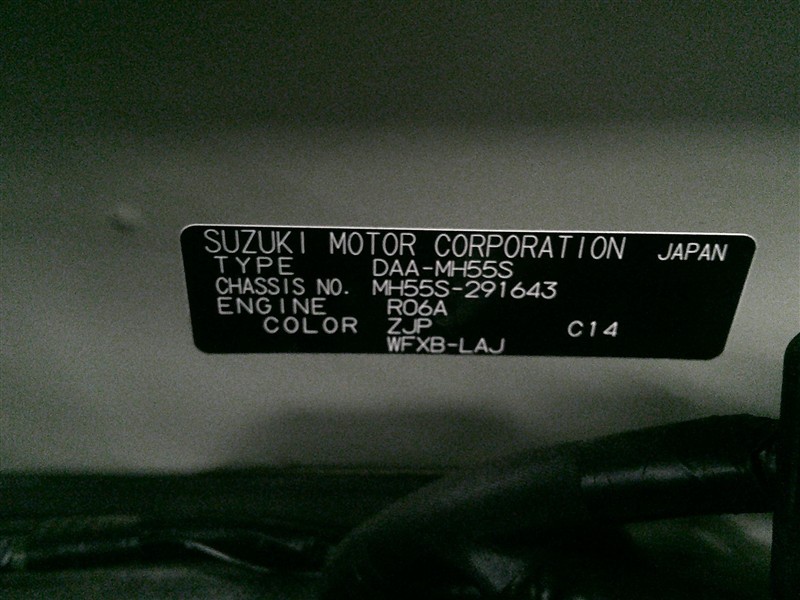 SUZUKI MOTOR CORPORATION JAPAN
TYPE DAA-MH55S
CHASSIS NO. MH55S-291643
ENGINE R06A
COLOR ZJP C14
WFXB-LAJ